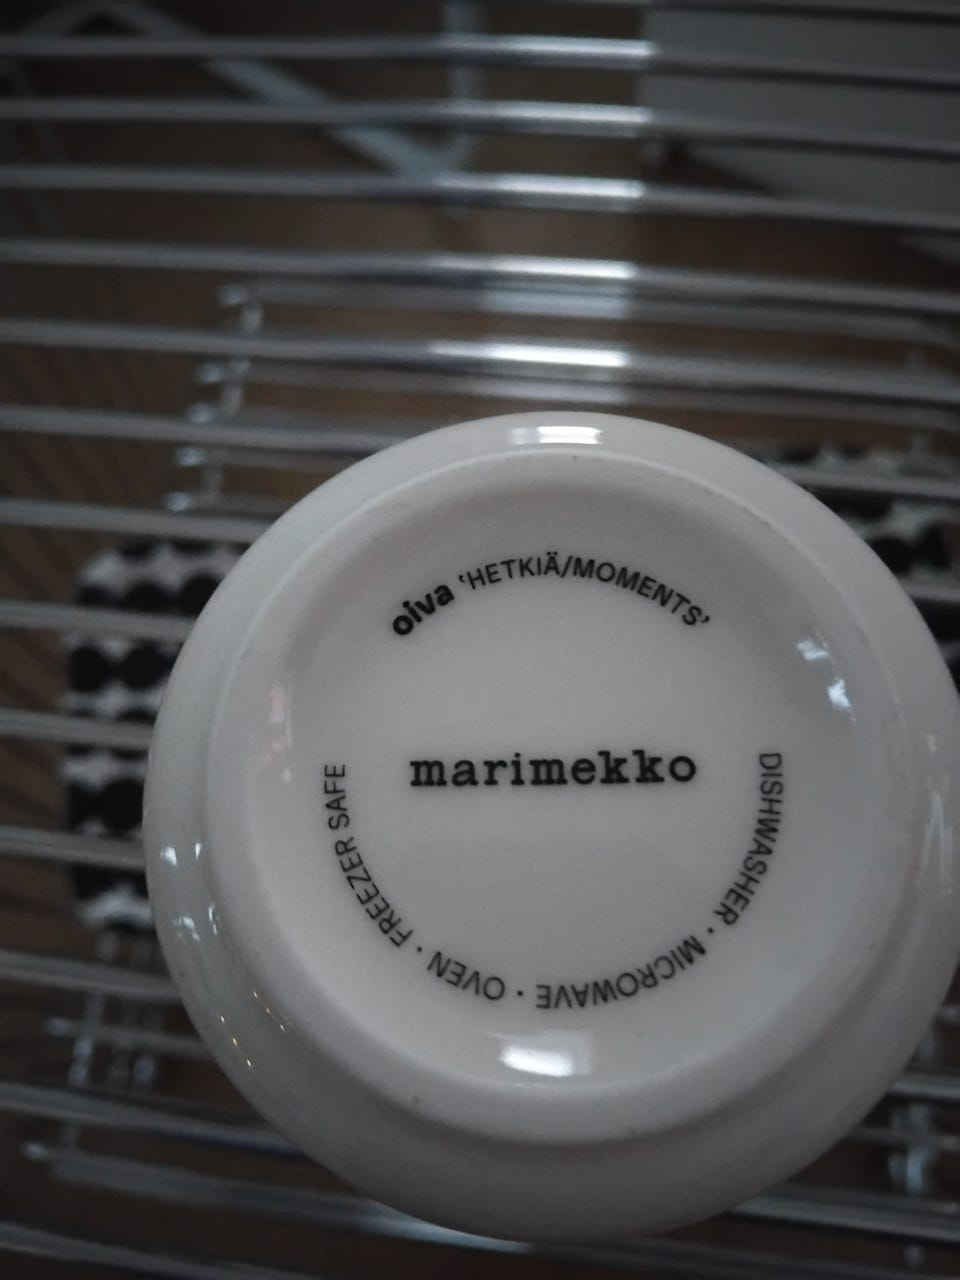 oiva ‘HETKIÄ/MOMENTS’
marimekko
DISHWASHER · MICROWAVE · OVEN · FREEZER SAFE